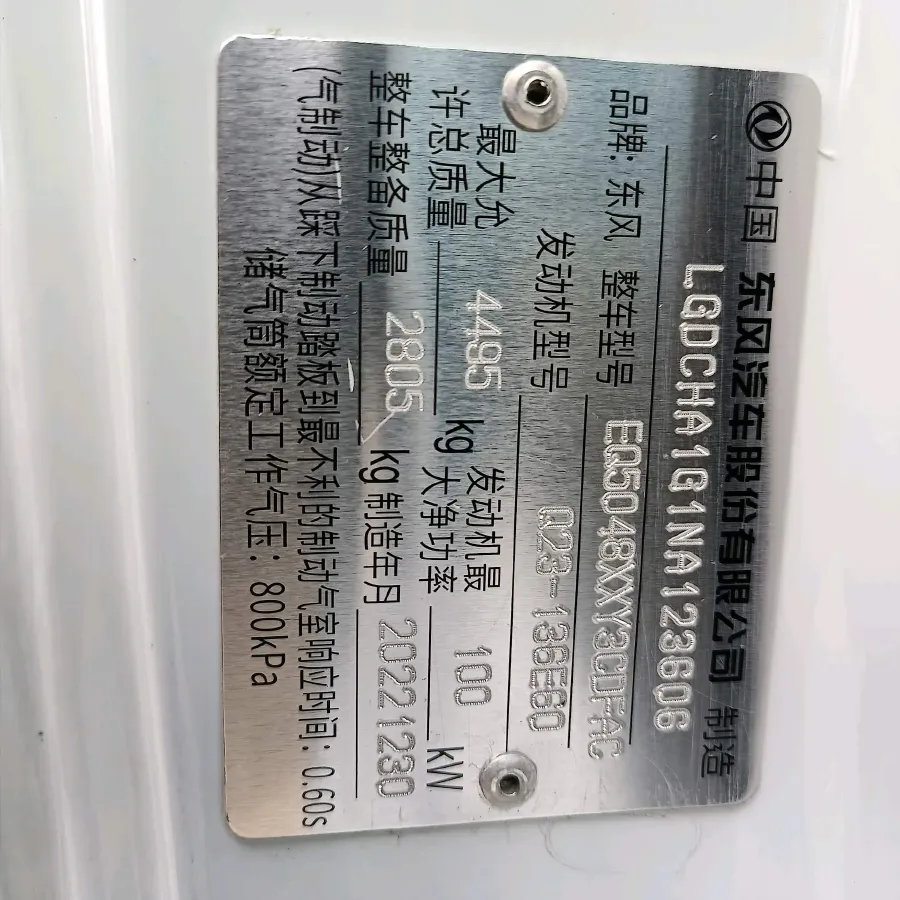 中国 东风汽车股份有限公司 制造
LGDCHA1G1NA123606
品牌: 东风 整车型号 EQ5048XXY3CDFAC
发动机型号 Q23-136E60
最大允许总质量 4495 kg 发动机最大净功率 100 kW
整车整备质量 2805 kg 制造年月 20221230
(气制动)从踩下制动踏板到最不利的制动气室响应时间: 0.60s
储气筒额定工作气压: 800kPa